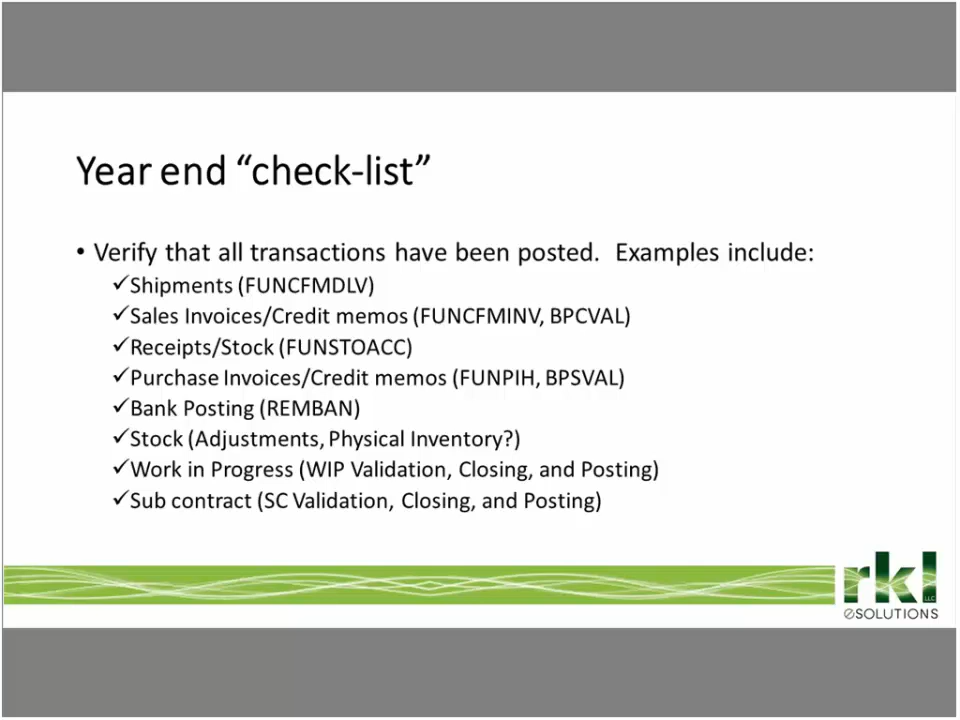 Year end “check-list”
• Verify that all transactions have been posted.  Examples include:
✓Shipments (FUNCFMDLV)
✓Sales Invoices/Credit memos (FUNCFMINV, BPCVAL)
✓Receipts/Stock (FUNSTOACC)
✓Purchase Invoices/Credit memos (FUNPIH, BPSVAL)
✓Bank Posting (REMBAN)
✓Stock (Adjustments, Physical Inventory?)
✓Work in Progress (WIP Validation, Closing, and Posting)
✓Sub contract (SC Validation, Closing, and Posting)
rkl LLC
eSOLUTIONS